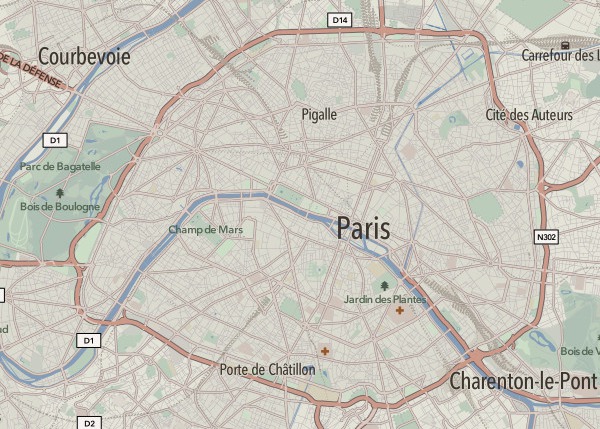 D14
Courbevoie
Carrefour des L
DE LA DÉFENSE
Pigalle
Cité des Auteurs
D1
Parc de Bagatelle
Bois de Boulogne
Champ de Mars
Paris
N302
Jardin des Plantes
ud
D1
Bois de V
Porte de Châtillon
Charenton-le-Pont
D2